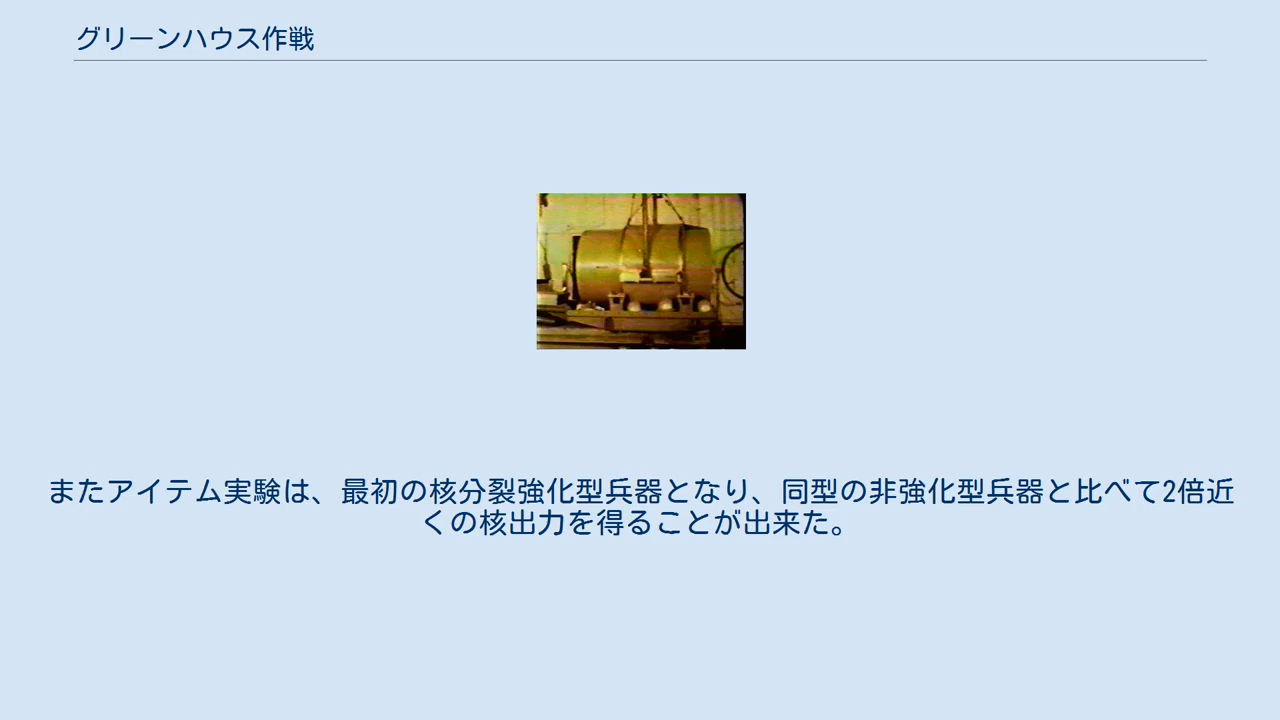 グリーンハウス作戦
またアイテム実験は、最初の核分裂強化型兵器となり、同型の非強化型兵器と比べて2倍近
くの核出力を得ることが出来た。